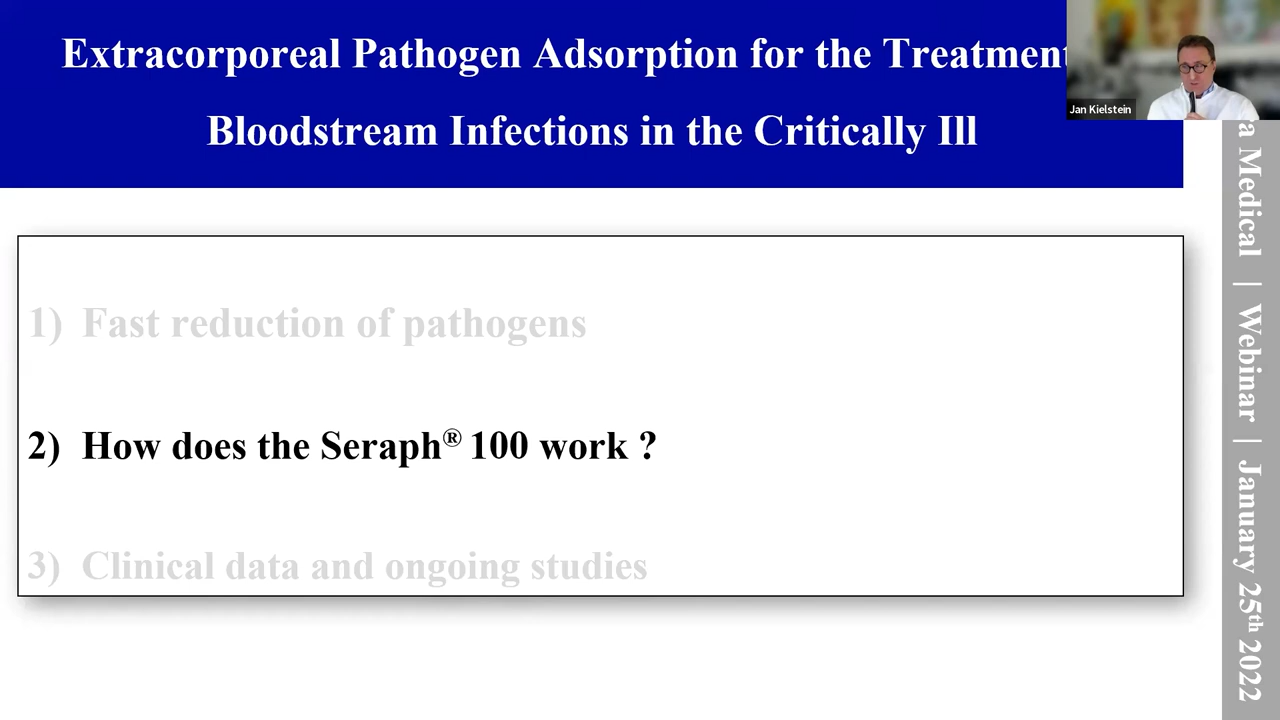 Extracorporeal Pathogen Adsorption for the Treatment
Bloodstream Infections in the Critically Ill
Jan Kielstein
1) Fast reduction of pathogens
2) How does the Seraph® 100 work ?
3) Clinical data and ongoing studies
a Medical | Webinar | January 25th 2022